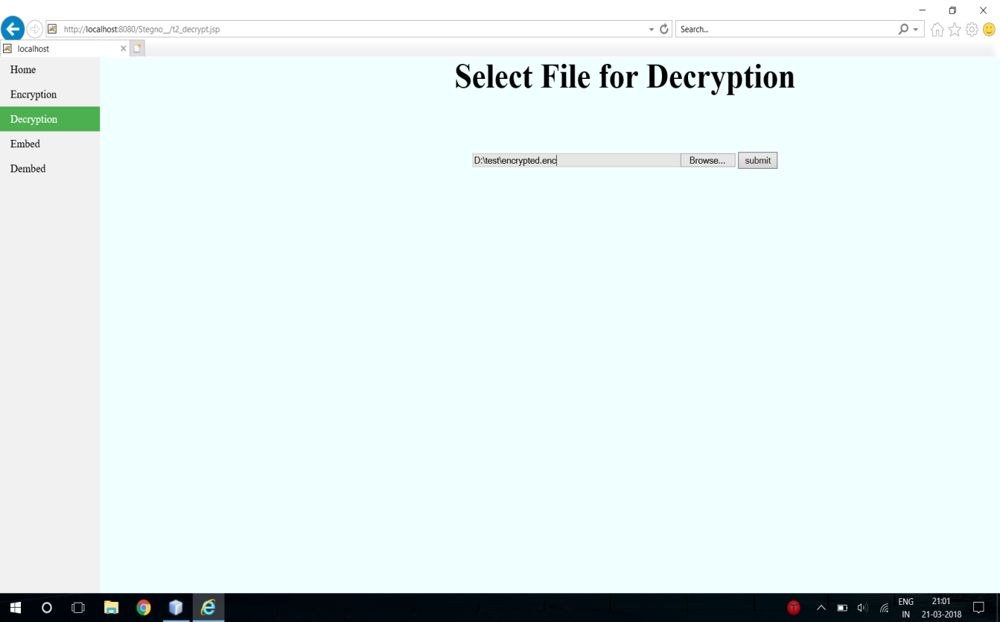 http://localhost:8080/Stegno__/t2_decrypt.jsp
Search...
localhost
Home
Encryption
Decryption
Embed
Dembed
Select File for Decryption
D:\test\encrypted.enc
Browse...
submit
ENG
IN
21:01
21-03-2018